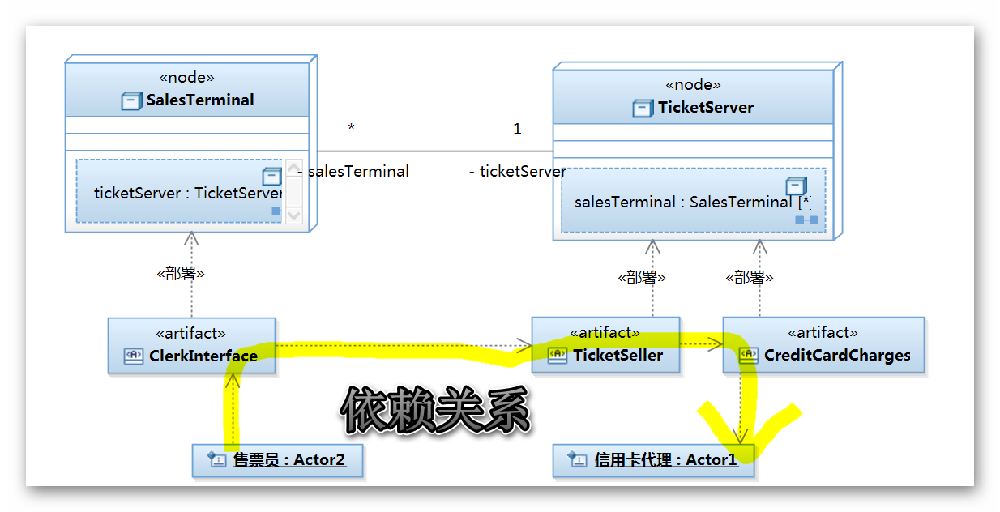 «node»
SalesTerminal
«node»
TicketServer
*
1
- salesTerminal
- ticketServer
ticketServer : TicketServer
salesTerminal : SalesTerminal [*
«部署»
«部署»
«部署»
«artifact»
ClerkInterface
«artifact»
TicketSeller
«artifact»
CreditCardCharges
依赖关系
售票员 : Actor2
信用卡代理 : Actor1